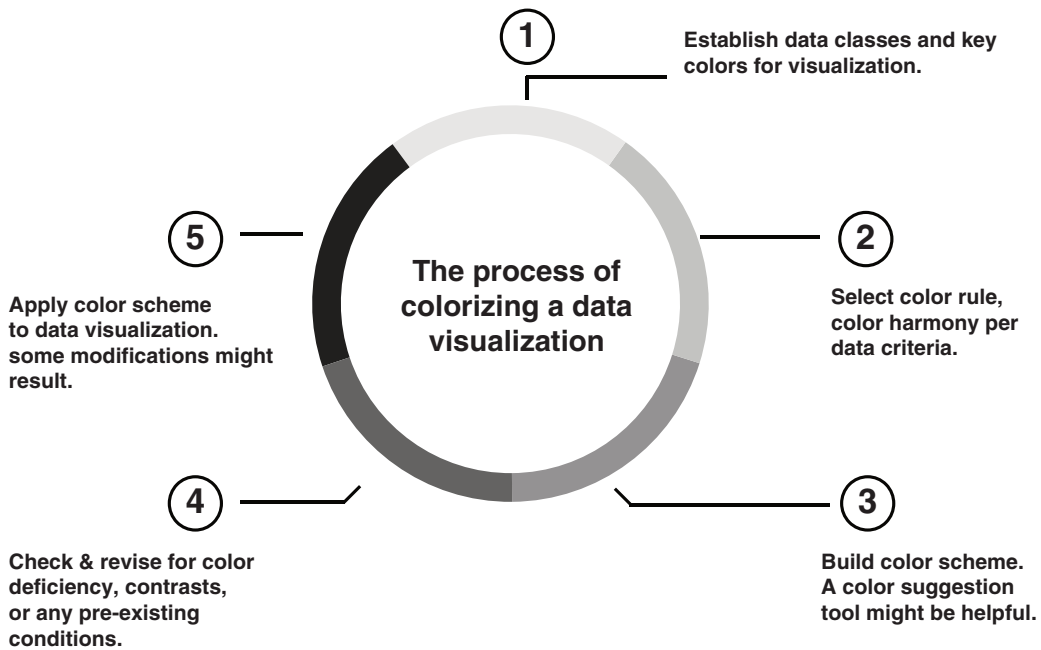 1
Establish data classes and key
colors for visualization.
2
Select color rule,
color harmony per
data criteria.
3
Build color scheme.
A color suggestion
tool might be helpful.
4
Check & revise for color
deficiency, contrasts,
or any pre-existing
conditions.
5
Apply color scheme
to data visualization.
some modifications might
result.
The process of
colorizing a data
visualization